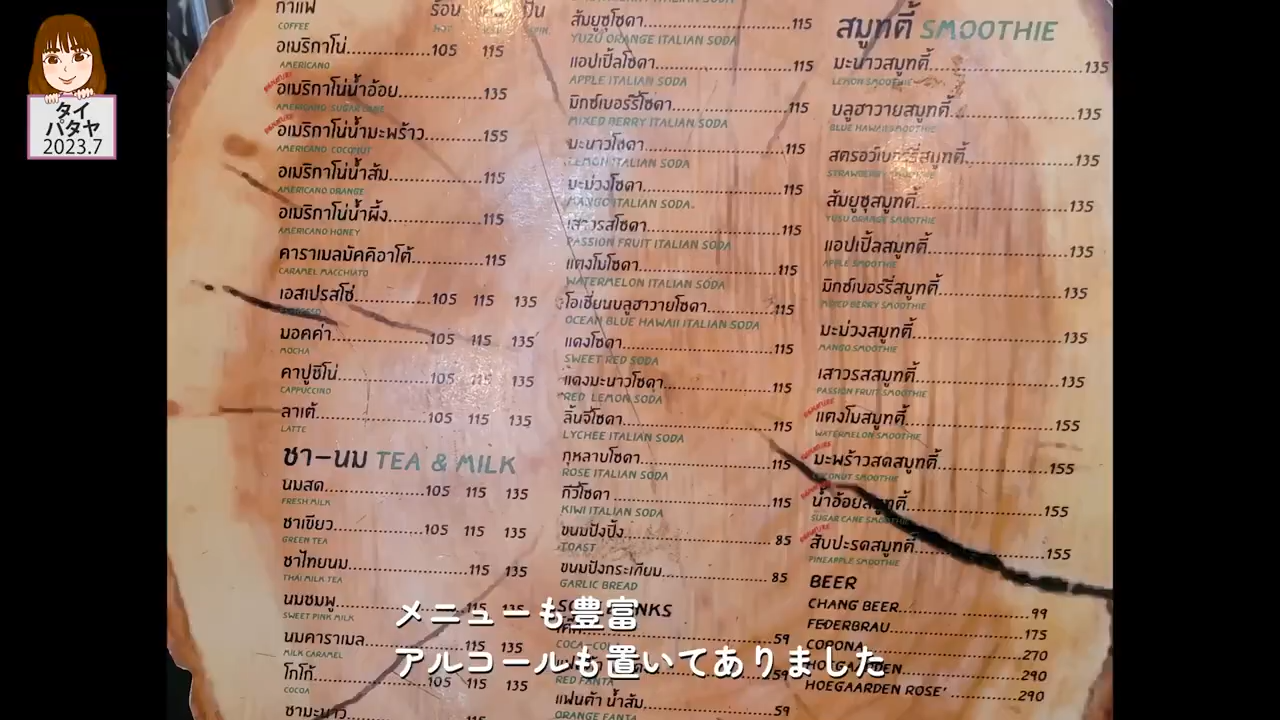 タイ
パタヤ
2023.7
กาแฟ ร้อน ปั่น
COFFEE
อเมริกาโน่ 105 115
AMERICANO
SIGNATURE
อเมริกาโน่น้ำอ้อย 135
AMERICANO SUGAR CANE
SIGNATURE
อเมริกาโน่น้ำมะพร้าว 155
AMERICANO COCONUT
อเมริกาโน่น้ำส้ม 115
AMERICANO ORANGE
อเมริกาโน่น้ำผึ้ง 115
AMERICANO HONEY
คาราเมลมัคคิอาโต้ 115
CARAMEL MACCHIATO
เอสเปรสโซ่ 105 115 135
มอคค่า 105 115 135
MOCHA
คาปูชิโน่ 105 115 135
CAPPUCCINO
ลาเต้ 105 115 135
LATTE
ชา-นม TEA & MILK
นมสด 105 115 135
FRESH MILK
ชาเขียว 105 115 135
GREEN TEA
ชาไทยนม 115 135
THAI MILK TEA
นมชมพู 115 135
SWEET PINK MILK
นมคาราเมล 115 135
MILK CARAMEL
โกโก้ 105 115 135
COCOA
ชามะนาว 115
ส้มยูซุโซดา 115
YUZU ORANGE ITALIAN SODA
แอปเปิ้ลโซดา 115
APPLE ITALIAN SODA
มิกซ์เบอร์รี่โซดา 115
MIXED BERRY ITALIAN SODA
มะนาวโซดา 115
LEMON ITALIAN SODA
มะม่วงโซดา 115
MANGO ITALIAN SODA
เสาวรสโซดา 115
PASSION FRUIT ITALIAN SODA
แตงโมโซดา 115
WATERMELON ITALIAN SODA
โอเชี่ยนบลูฮาวายโซดา 115
OCEAN BLUE HAWAII ITALIAN SODA
แดงโซดา 115
SWEET RED SODA
แดงมะนาวโซดา 115
RED LEMON SODA
ลิ้นจี่โซดา 115
LYCHEE ITALIAN SODA
กุหลาบโซดา 115
ROSE ITALIAN SODA
กีวี่โซดา 115
KIWI ITALIAN SODA
ขนมปังปิ้ง 85
TOAST
ขนมปังกระเทียม 85
GARLIC BREAD
59
RED FANTA 59
แฟนต้า น้ำส้ม 59
ORANGE FANTA
สมูทตี้ SMOOTHIE
มะนาวสมูทตี้ 135
LEMON SMOOTHIE
บลูฮาวายสมูทตี้ 135
BLUE HAWAII SMOOTHIE
สตรอว์เบอร์รี่สมูทตี้ 135
STRAWBERRY SMOOTHIE
ส้มยูซุสมูทตี้ 135
YUSU ORANGE SMOOTHIE
แอปเปิ้ลสมูทตี้ 135
APPLE SMOOTHIE
มิกซ์เบอร์รี่สมูทตี้ 135
MIXED BERRY SMOOTHIE
มะม่วงสมูทตี้ 135
MANGO SMOOTHIE
เสาวรสสมูทตี้ 135
PASSION FRUIT SMOOTHIE
SIGNATURE
แตงโมสมูทตี้ 155
WATERMELON SMOOTHIE
SIGNATURE
มะพร้าวสดสมูทตี้ 155
COCONUT SMOOTHIE
น้ำอ้อยสมูทตี้ 155
SUGAR CANE SMOOTHIE
SIGNATURE
สับปะรดสมูทตี้ 155
PINEAPPLE SMOOTHIE
BEER
CHANG BEER 99
FEDERBRAU 175
CORONA 270
HOEGAARDEN 290
HOEGAARDEN ROSE' 290
メニューも豊富
アルコールも置いてありました